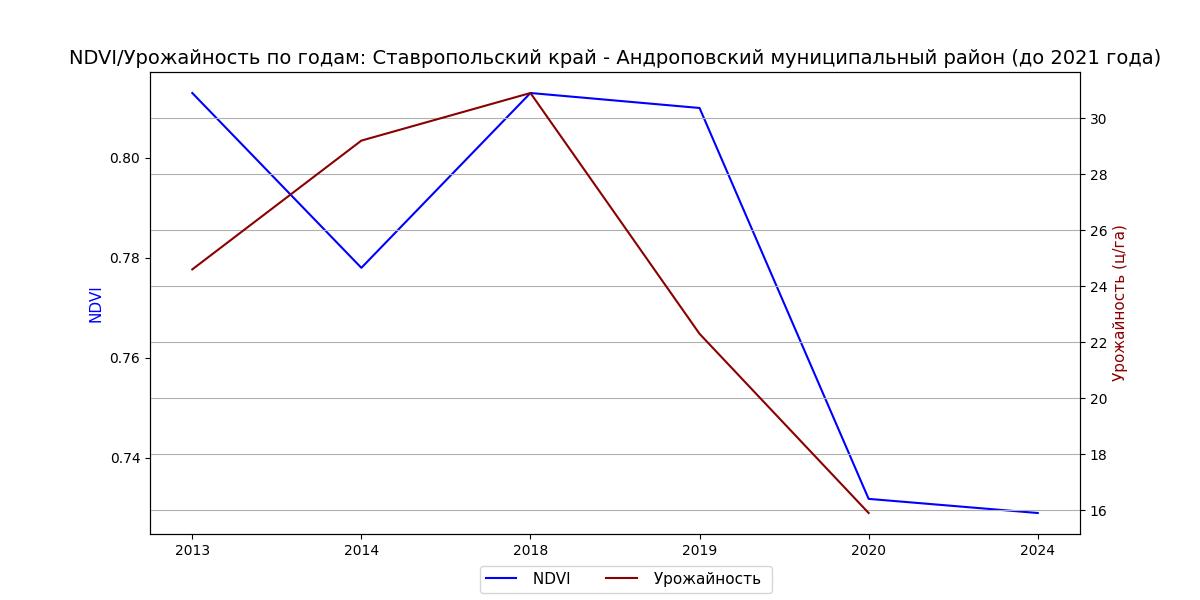 NDVI/Урожайность по годам: Ставропольский край - Андроповский муниципальный район (до 2021 года)
0.80
0.78
0.76
0.74
NDVI
30
28
26
24
22
20
18
16
Урожайность (ц/га)
2013 2014 2018 2019 2020 2024
NDVI Урожайность